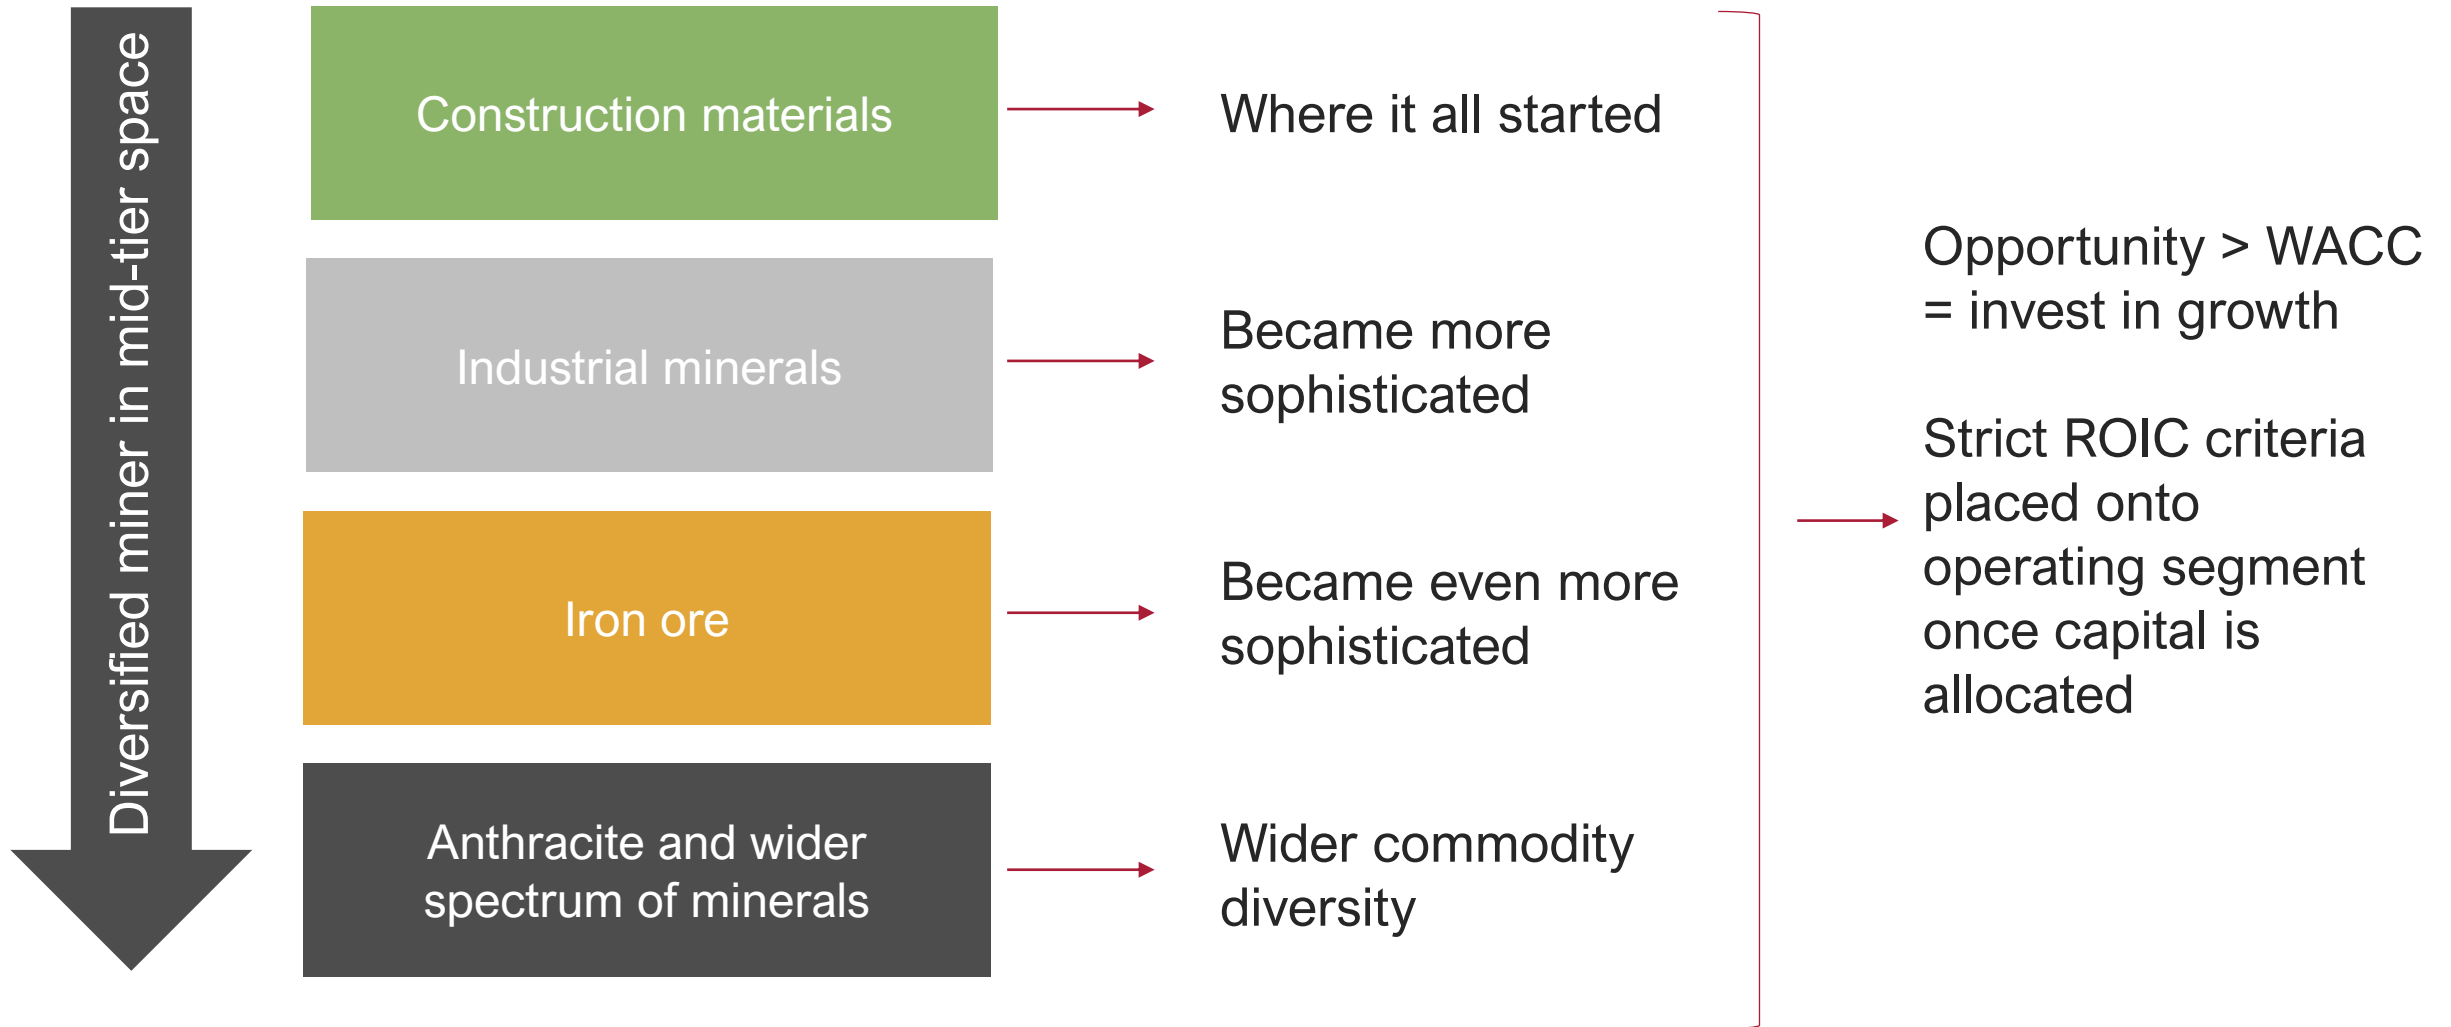 Diversified miner in mid-tier space
Construction materials
Where it all started
Industrial minerals
Became more
sophisticated
Iron ore
Became even more
sophisticated
Anthracite and wider
spectrum of minerals
Wider commodity
diversity
Opportunity > WACC
= invest in growth
Strict ROIC criteria
placed onto
operating segment
once capital is
allocated